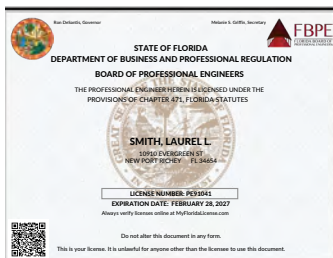 Ron DeSantis, Governor
Melanie S. Griffin, Secretary
FBPE
FLORIDA BOARD OF
PROFESSIONAL ENGINEERS
STATE OF FLORIDA
DEPARTMENT OF BUSINESS AND PROFESSIONAL REGULATION
BOARD OF PROFESSIONAL ENGINEERS
THE PROFESSIONAL ENGINEER HEREIN IS LICENSED UNDER THE
PROVISIONS OF CHAPTER 471, FLORIDA STATUTES
SMITH, LAUREL L.
10910 EVERGREEN ST
NEW PORT RICHEY FL 34654
LICENSE NUMBER: PE91041
EXPIRATION DATE: FEBRUARY 28, 2027
Always verify licenses online at MyFloridaLicense.com
Do not alter this document in any form.
This is your license. It is unlawful for anyone other than the licensee to use this document.